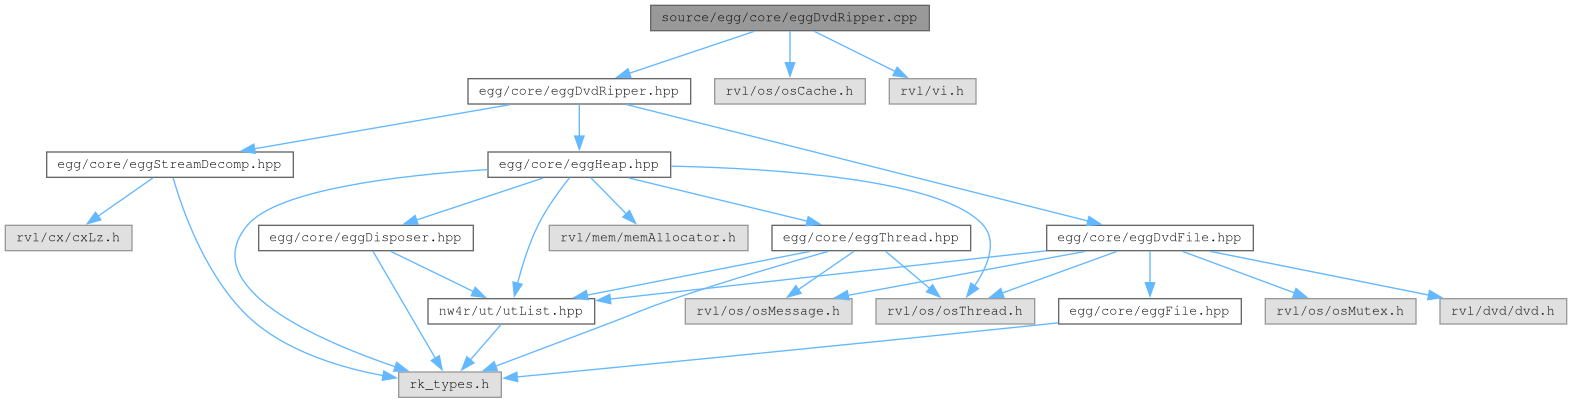 source/egg/core/eggDvdRipper.cpp
egg/core/eggDvdRipper.hpp
rvl/os/osCache.h
rvl/vi.h
egg/core/eggStreamDecomp.hpp
egg/core/eggHeap.hpp
rvl/cx/cxLz.h
egg/core/eggDisposer.hpp
rvl/mem/memAllocator.h
egg/core/eggThread.hpp
egg/core/eggDvdFile.hpp
nw4r/ut/utList.hpp
rvl/os/osMessage.h
rvl/os/osThread.h
egg/core/eggFile.hpp
rvl/os/osMutex.h
rvl/dvd/dvd.h
rk_types.h